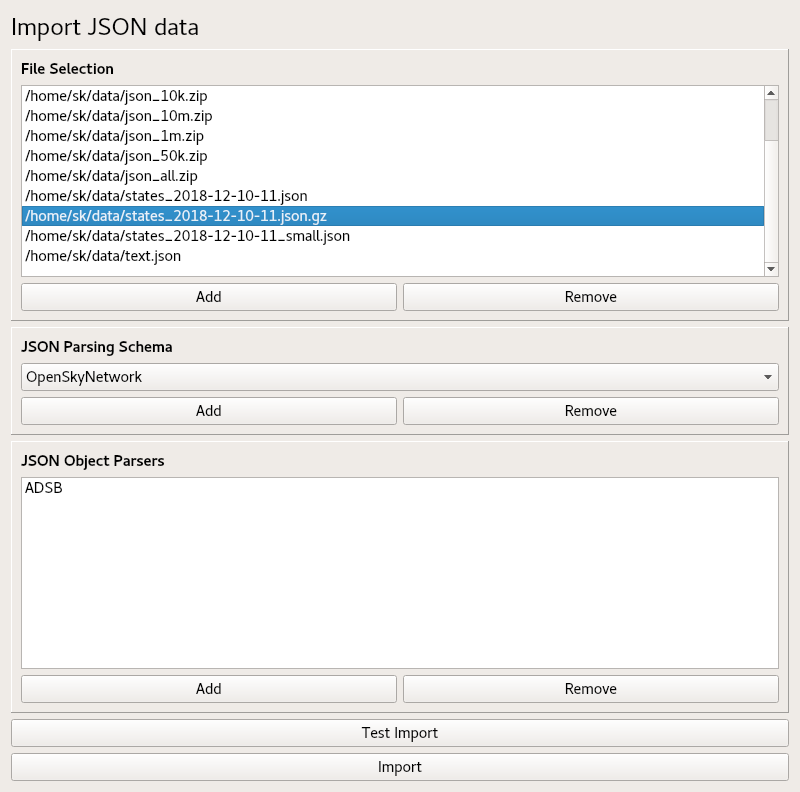 Import JSON data
File Selection
/home/sk/data/json_10k.zip
/home/sk/data/json_10m.zip
/home/sk/data/json_1m.zip
/home/sk/data/json_50k.zip
/home/sk/data/json_all.zip
/home/sk/data/states_2018-12-10-11.json
/home/sk/data/states_2018-12-10-11.json.gz
/home/sk/data/states_2018-12-10-11_small.json
/home/sk/data/text.json
Add Remove
JSON Parsing Schema
OpenSkyNetwork
Add Remove
JSON Object Parsers
ADSB
Add Remove
Test Import
Import